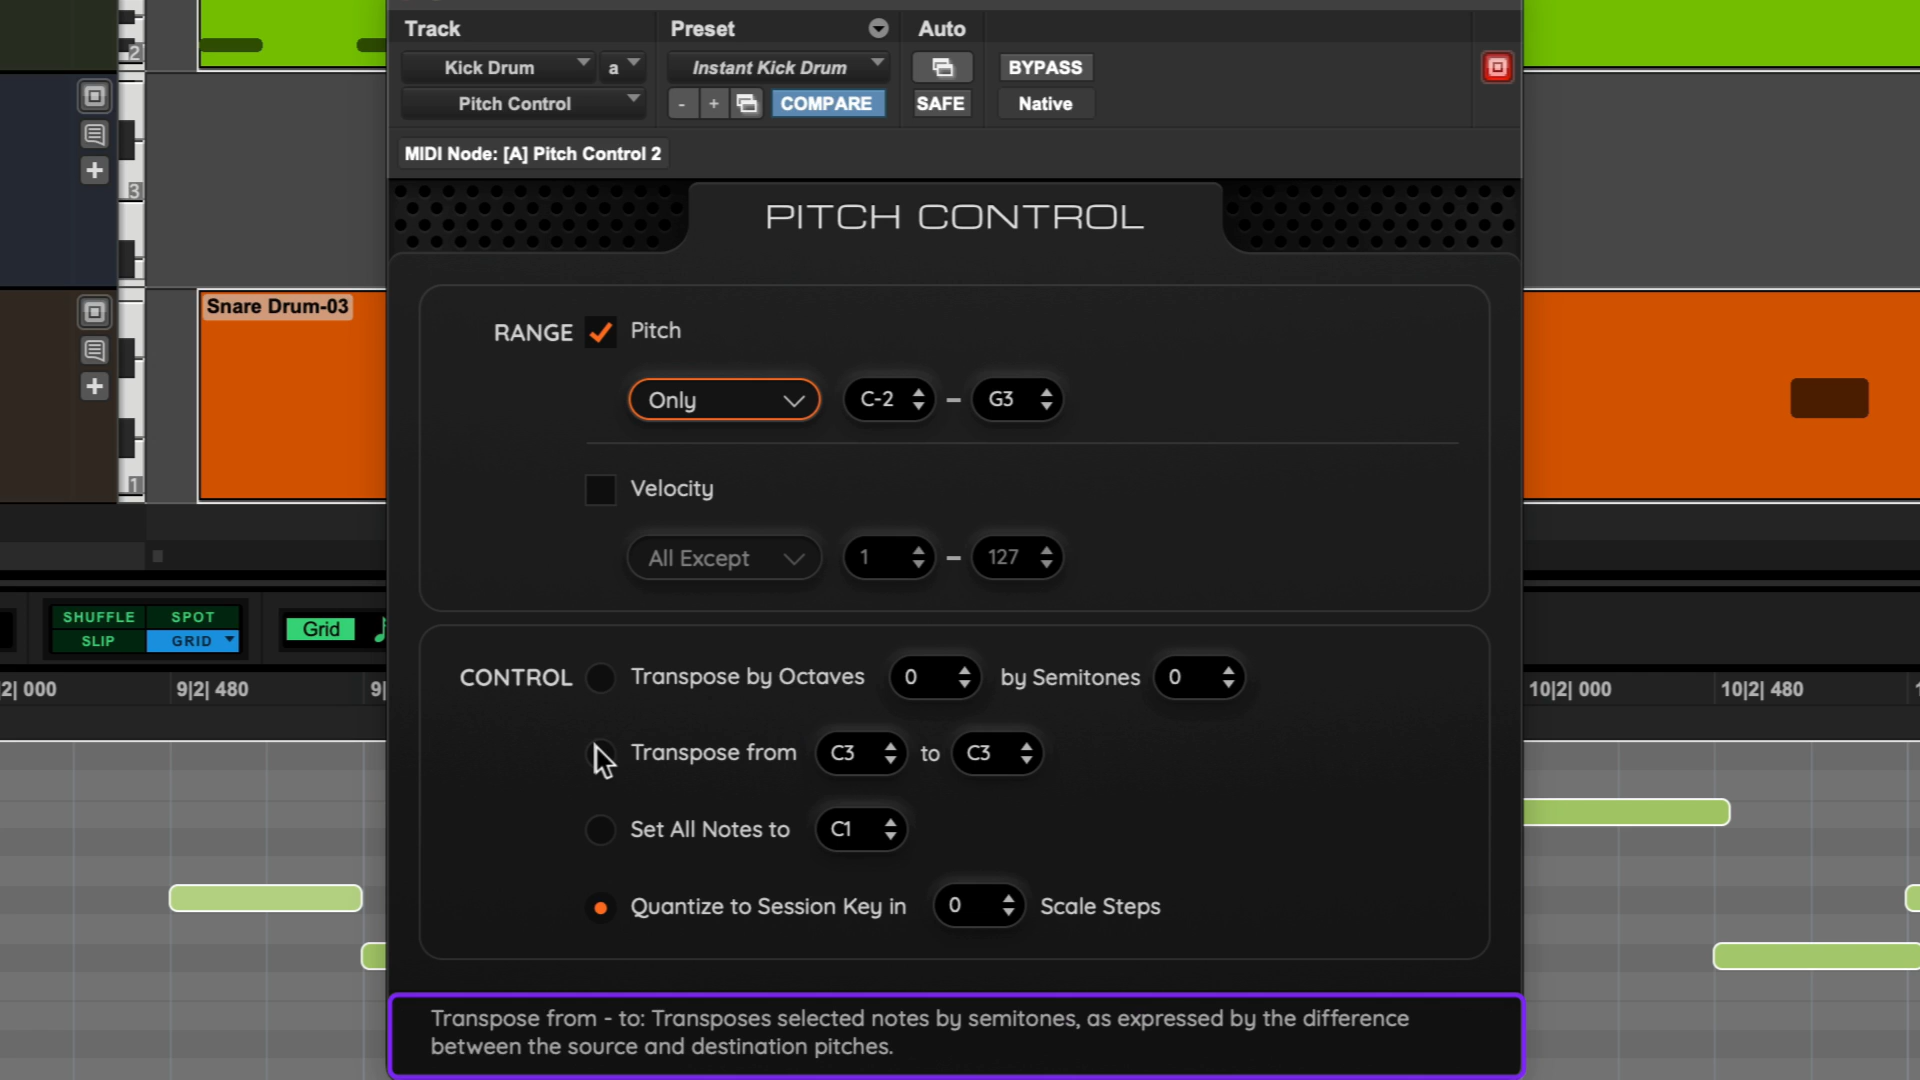 Track
Preset
Auto
Kick Drum
a
Instant Kick Drum
BYPASS
Pitch Control
-
+
COMPARE
SAFE
Native
MIDI Node: [A] Pitch Control 2
PITCH CONTROL
2
3
1
Snare Drum-03
RANGE
Pitch
Only
C-2
–
G3
Velocity
All Except
1
–
127
SHUFFLE
SPOT
SLIP
GRID
Grid
CONTROL
Transpose by Octaves
0
by Semitones
0
2| 000
9|2| 480
9|
10|2| 000
10|2| 480
Transpose from
C3
to
C3
Set All Notes to
C1
Quantize to Session Key in
0
Scale Steps
Transpose from - to: Transposes selected notes by semitones, as expressed by the difference
between the source and destination pitches.